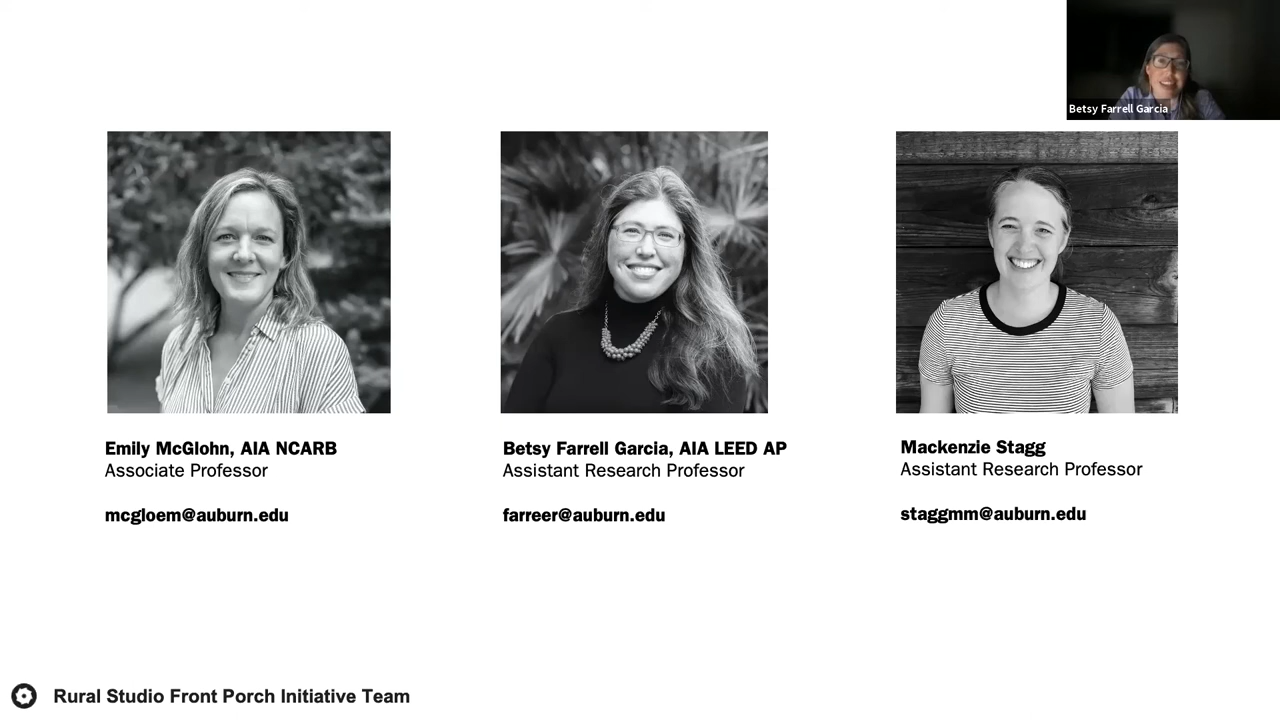 Betsy Farrell Garcia
Emily McGlohn, AIA NCARB
Associate Professor
mcgloem@auburn.edu
Betsy Farrell Garcia, AIA LEED AP
Assistant Research Professor
farreer@auburn.edu
Mackenzie Stagg
Assistant Research Professor
staggmm@auburn.edu
Rural Studio Front Porch Initiative Team